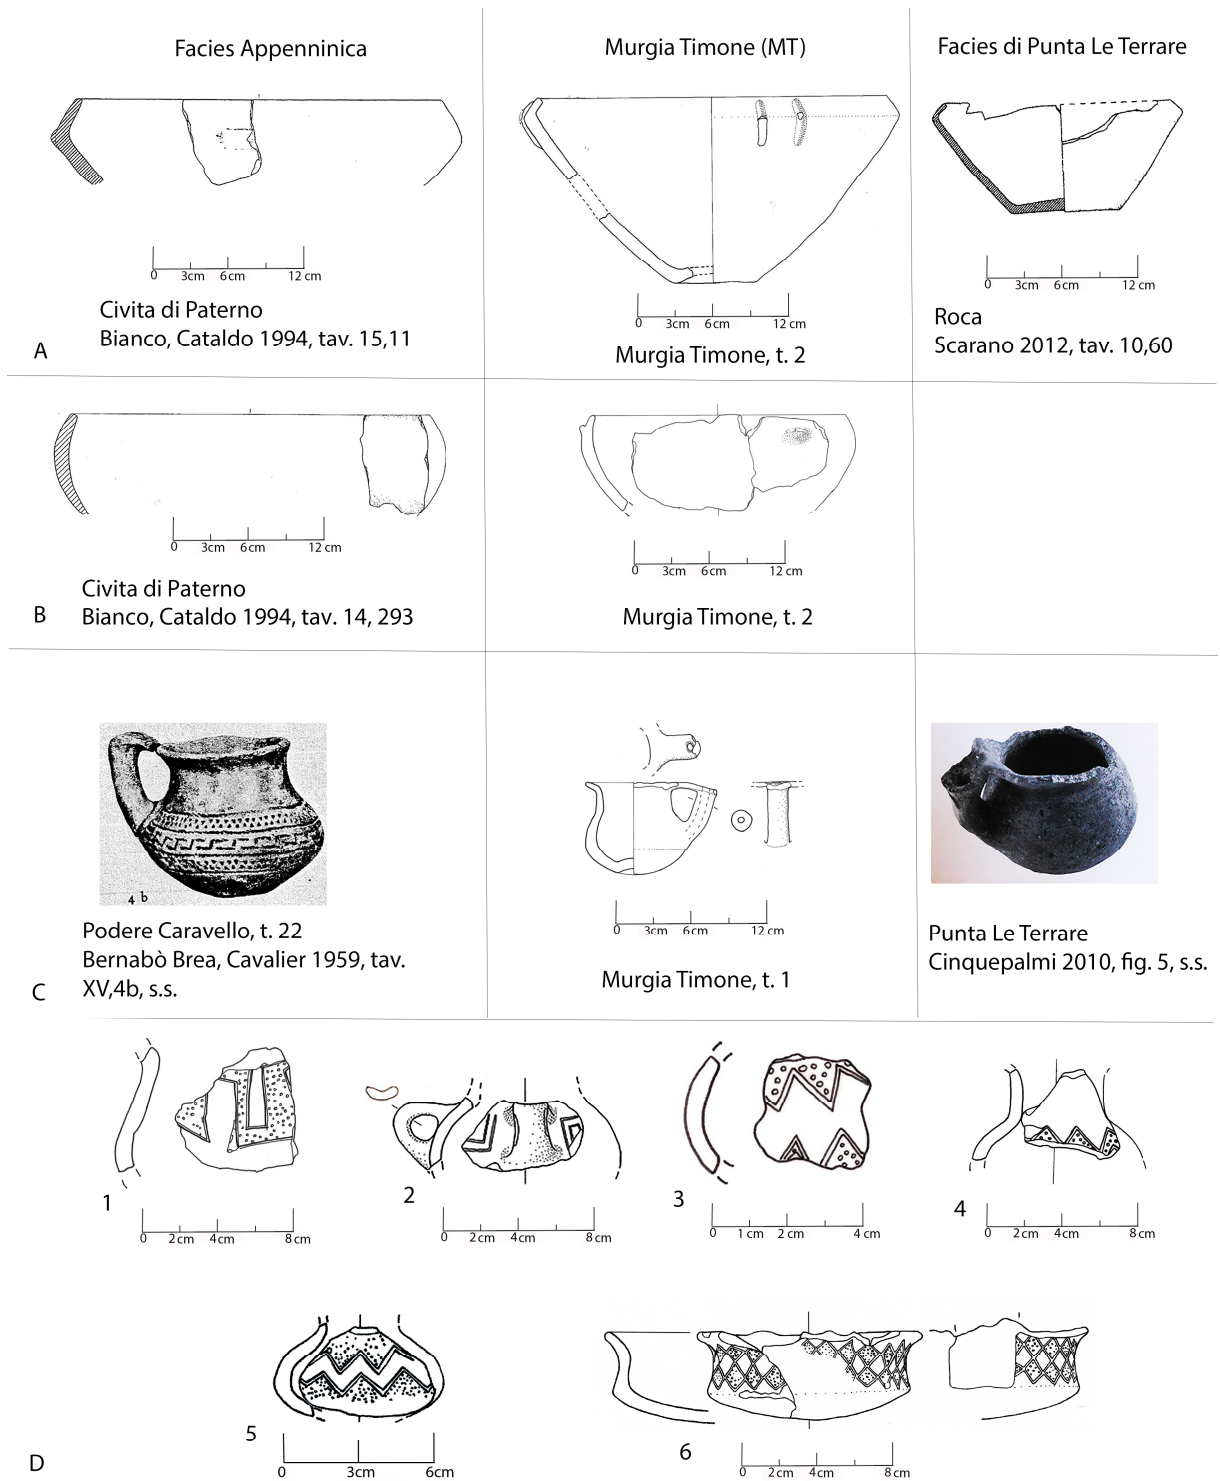 Facies Appenninica
Murgia Timone (MT)
Facies di Punta Le Terrare
0 3cm 6cm 12 cm
Civita di Paterno
Bianco, Cataldo 1994, tav. 15,11
0 3cm 6cm 12 cm
Murgia Timone, t. 2
0 3cm 6cm 12 cm
Roca
Scarano 2012, tav. 10,60
A
0 3cm 6cm 12 cm
Civita di Paterno
Bianco, Cataldo 1994, tav. 14, 293
0 3cm 6cm 12 cm
Murgia Timone, t. 2
B
4 b
Podere Caravello, t. 22
Bernabò Brea, Cavalier 1959, tav.
XV,4b, s.s.
0 3cm 6cm 12 cm
Murgia Timone, t. 1
Punta Le Terrare
Cinquepalmi 2010, fig. 5, s.s.
C
1
0 2cm 4cm 8cm
2
0 2cm 4cm 8cm
3
0 1 cm 2cm 4 cm
4
0 2cm 4cm 8cm
5
0 3cm 6cm
6
0 2cm 4cm 8cm
D